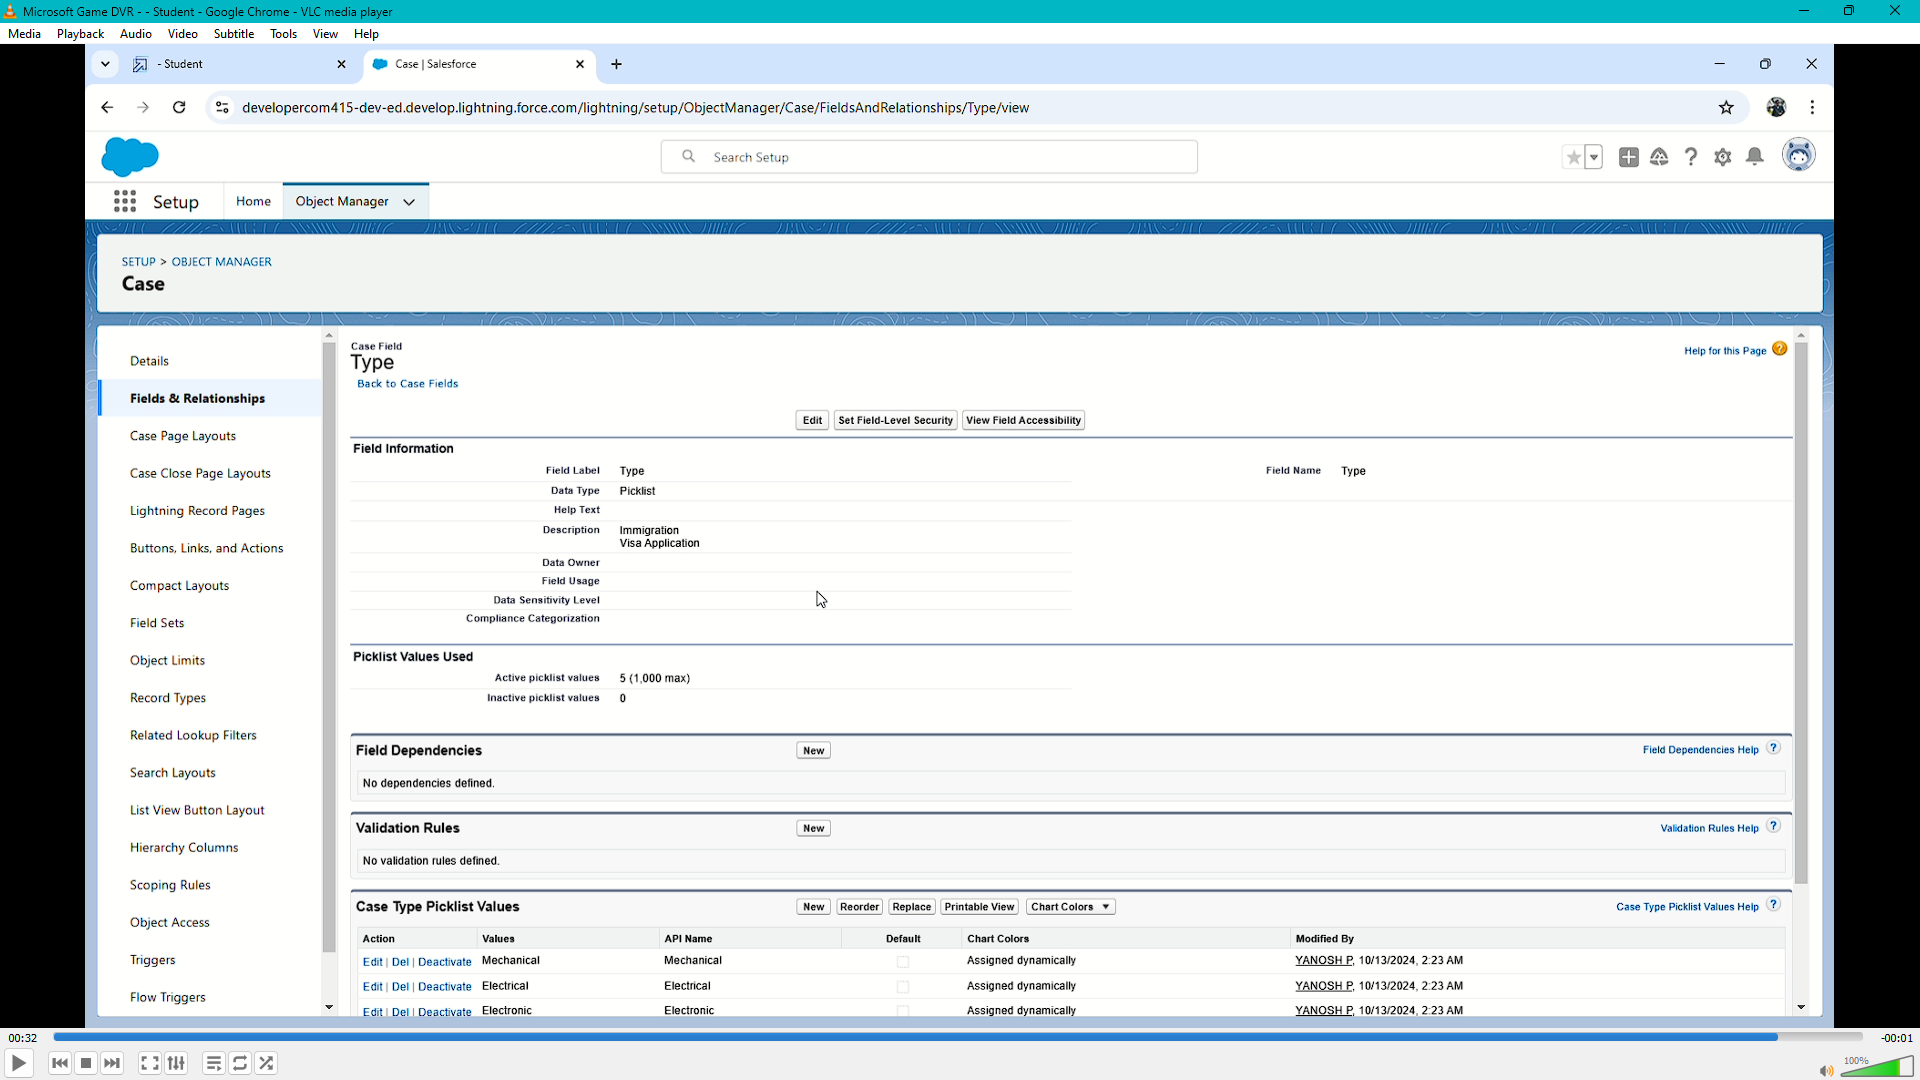 Microsoft Game DVR - - Student - Google Chrome - VLC media player
Media Playback Audio Video Subtitle Tools View Help
- Student
Case | Salesforce
developercom415-dev-ed.develop.lightning.force.com/lightning/setup/ObjectManager/Case/FieldsAndRelationships/Type/view
Search Setup
Setup Home Object Manager
SETUP > OBJECT MANAGER
Case
Details
Fields & Relationships
Case Page Layouts
Case Close Page Layouts
Lightning Record Pages
Buttons, Links, and Actions
Compact Layouts
Field Sets
Object Limits
Record Types
Related Lookup Filters
Search Layouts
List View Button Layout
Hierarchy Columns
Scoping Rules
Object Access
Triggers
Flow Triggers
Case Field
Type
Back to Case Fields
Help for this Page
Edit Set Field-Level Security View Field Accessibility
Field Information
Field Label Type Field Name Type
Data Type Picklist
Help Text
Description Immigration
Visa Application
Data Owner
Field Usage
Data Sensitivity Level
Compliance Categorization
Picklist Values Used
Active picklist values 5 (1,000 max)
Inactive picklist values 0
Field Dependencies New Field Dependencies Help ?
No dependencies defined.
Validation Rules New Validation Rules Help ?
No validation rules defined.
Case Type Picklist Values New Reorder Replace Printable View Chart Colors Case Type Picklist Values Help ?
Action Values API Name Default Chart Colors Modified By
Edit | Del | Deactivate Mechanical Mechanical Assigned dynamically YANOSH P, 10/13/2024, 2:23 AM
Edit | Del | Deactivate Electrical Electrical Assigned dynamically YANOSH P, 10/13/2024, 2:23 AM
Edit | Del | Deactivate Electronic Electronic Assigned dynamically YANOSH P, 10/13/2024, 2:23 AM
00:32 -00:01
100%